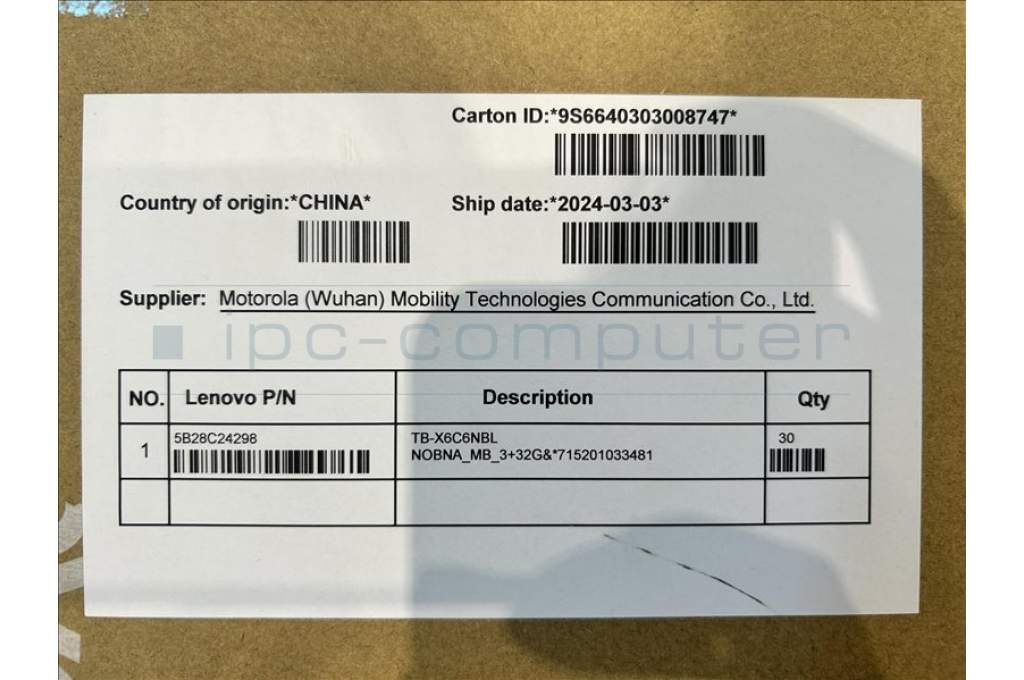 Carton ID:*9S6640303008747*
Country of origin:*CHINA*
Ship date:*2024-03-03*
Supplier: Motorola (Wuhan) Mobility Technologies Communication Co., Ltd.
ipc-computer
NO. Lenovo P/N Description Qty
1 5B28C24298 TB-X6C6NBL 30
NOBNA_MB_3+32G&*715201033481